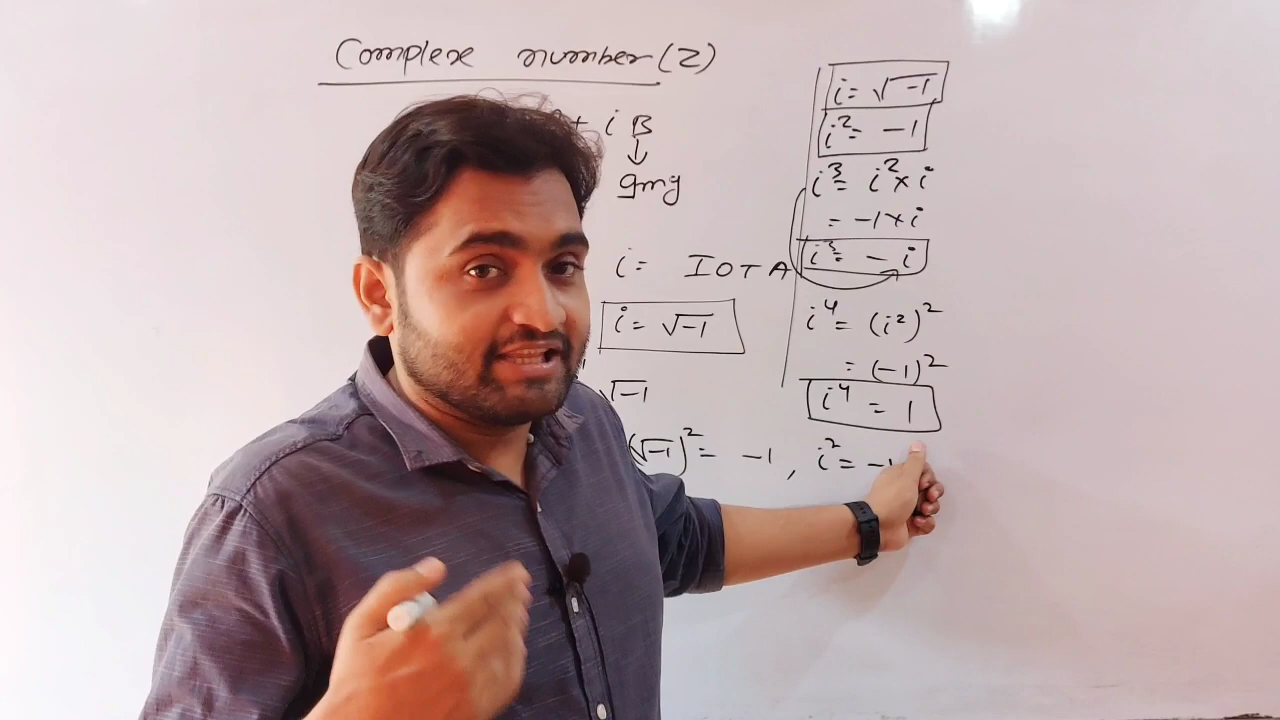 Complex number (Z)
+ i B
↓
Img
i = IOTA
i = √-1
√-1
(√-1)² = -1 , i² = -1
i = √-1
i² = -1
i³ = i² × i
= -1 × i
i³ = - i
i⁴ = (i²)²
= (-1)²
i⁴ = 1